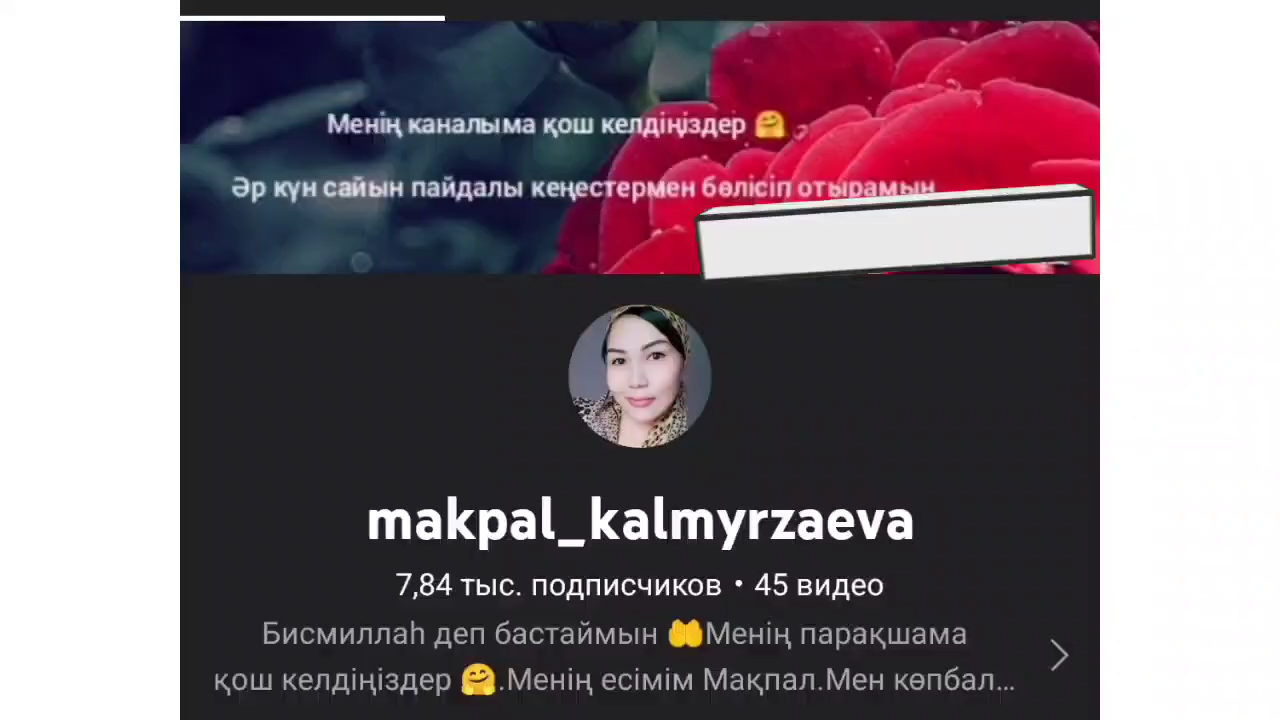 Менің каналыма қош келдіңіздер 🤗
Әр күн сайын пайдалы кеңестермен бөлісіп отырамын
makpal_kalmyrzaeva
7,84 тыс. подписчиков • 45 видео
Бисмиллаһ деп бастаймын 🤲Менің парақшама
қош келдіңіздер 🤗.Менің есімім Мақпал.Мен көпбал...